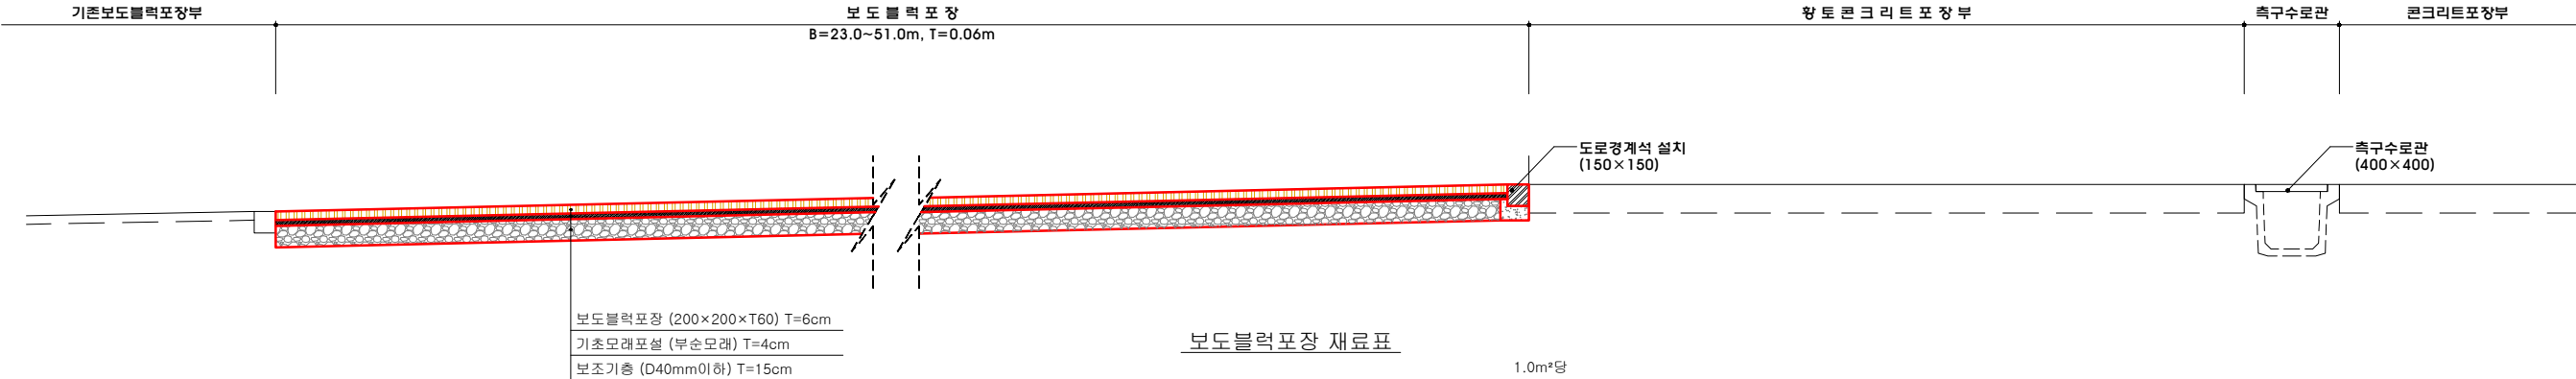 기존보도블럭포장부
보 도 블 럭 포 장
황 토 콘 크 리 트 포 장 부
측구수로관
콘크리트포장부
B=23.0~51.0m, T=0.06m
도로경계석 설치
(150×150)
측구수로관
(400×400)
보도블럭포장 (200×200×T60) T=6cm
기초모래포설 (부순모래) T=4cm
보조기층 (D40mm이하) T=15cm
보도블럭포장 재료표
1.0m²당